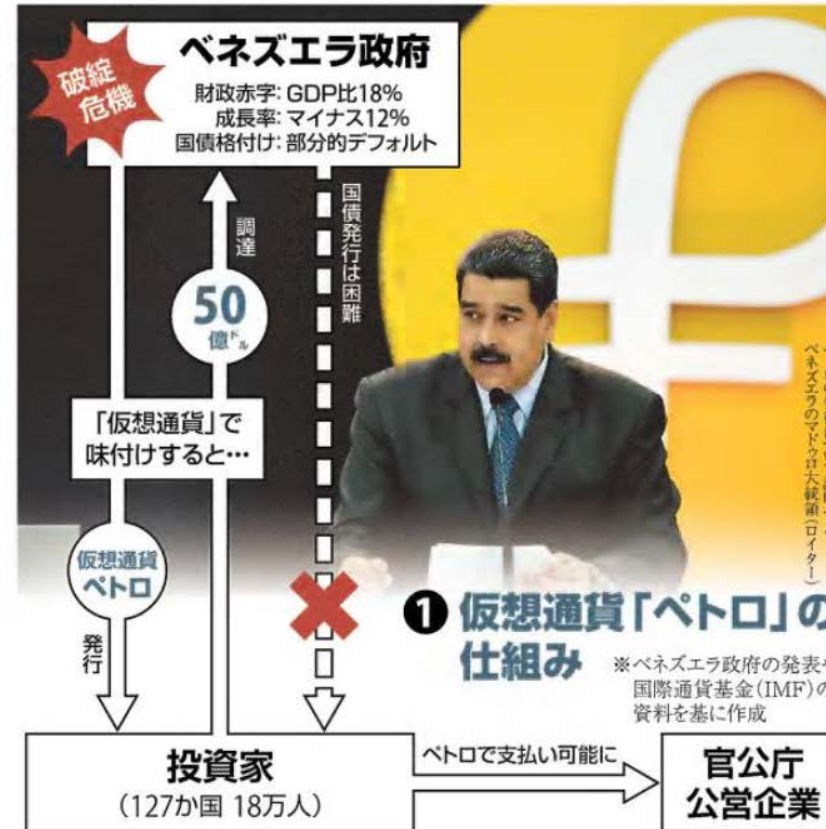 破綻
危機
ベネズエラ政府
財政赤字:GDP比18%
成長率:マイナス12%
国債格付け:部分的デフォルト
調達
50
億ドル
国債発行は困難
「仮想通貨」で
味付けすると…
仮想通貨
ペトロ
発行
ベネズエラのマドゥロ大統領(ロイター)
❶ 仮想通貨「ペトロ」の
仕組み
※ベネズエラ政府の発表や
国際通貨基金(IMF)の
資料を基に作成
投資家
(127か国 18万人)
ペトロで支払い可能に
官公庁
公営企業